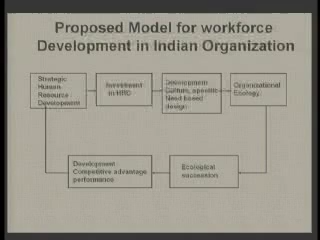 Proposed Model for workforce
Development in Indian Organization
Strategic
Human
Resource
Development
Investment
in HRD
Development
Culture, specific
Need based
design
Organizational
Ecology.
Development
Competitive advantage
performance
Ecological
succession